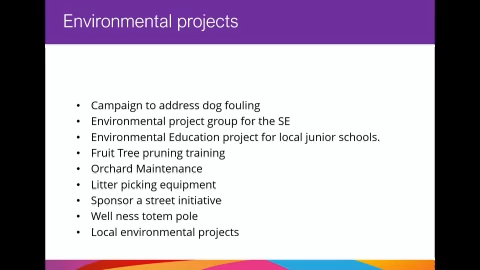 Environmental projects
• Campaign to address dog fouling
• Environmental project group for the SE
• Environmental Education project for local junior schools.
• Fruit Tree pruning training
• Orchard Maintenance
• Litter picking equipment
• Sponsor a street initiative
• Well ness totem pole
• Local environmental projects